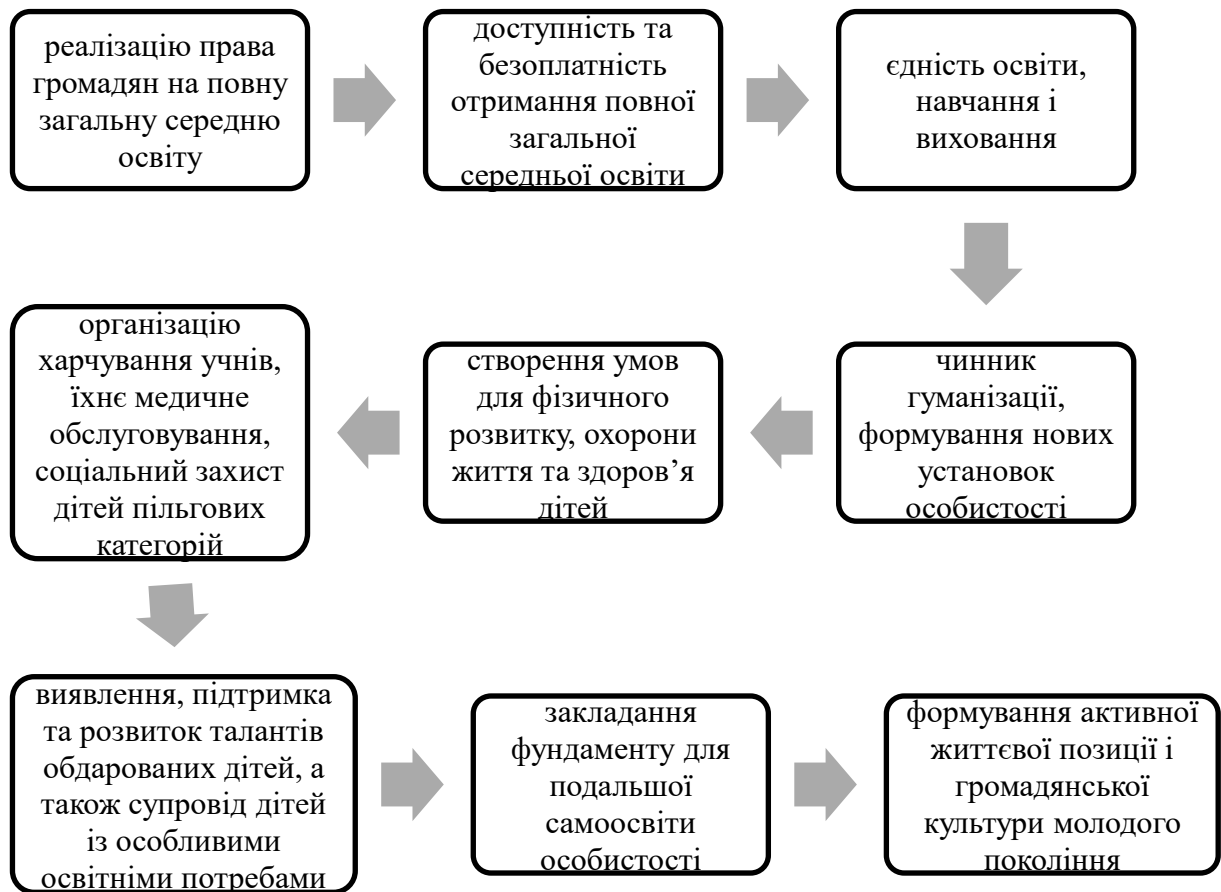 реалізацію права
громадян на повну
загальну середню
освіту
доступність та
безоплатність
отримання повної
загальної
середньої освіти
єдність освіти,
навчання і
виховання
чинник
гуманізації,
формування нових
установок
особистості
створення умов
для фізичного
розвитку, охорони
життя та здоров’я
дітей
організацію
харчування учнів,
їхнє медичне
обслуговування,
соціальний захист
дітей пільгових
категорій
виявлення, підтримка
та розвиток талантів
обдарованих дітей, а
також супровід дітей
із особливими
освітніми потребами
закладання
фундаменту для
подальшої
самоосвіти
особистості
формування активної
життєвої позиції і
громадянської
культури молодого
покоління